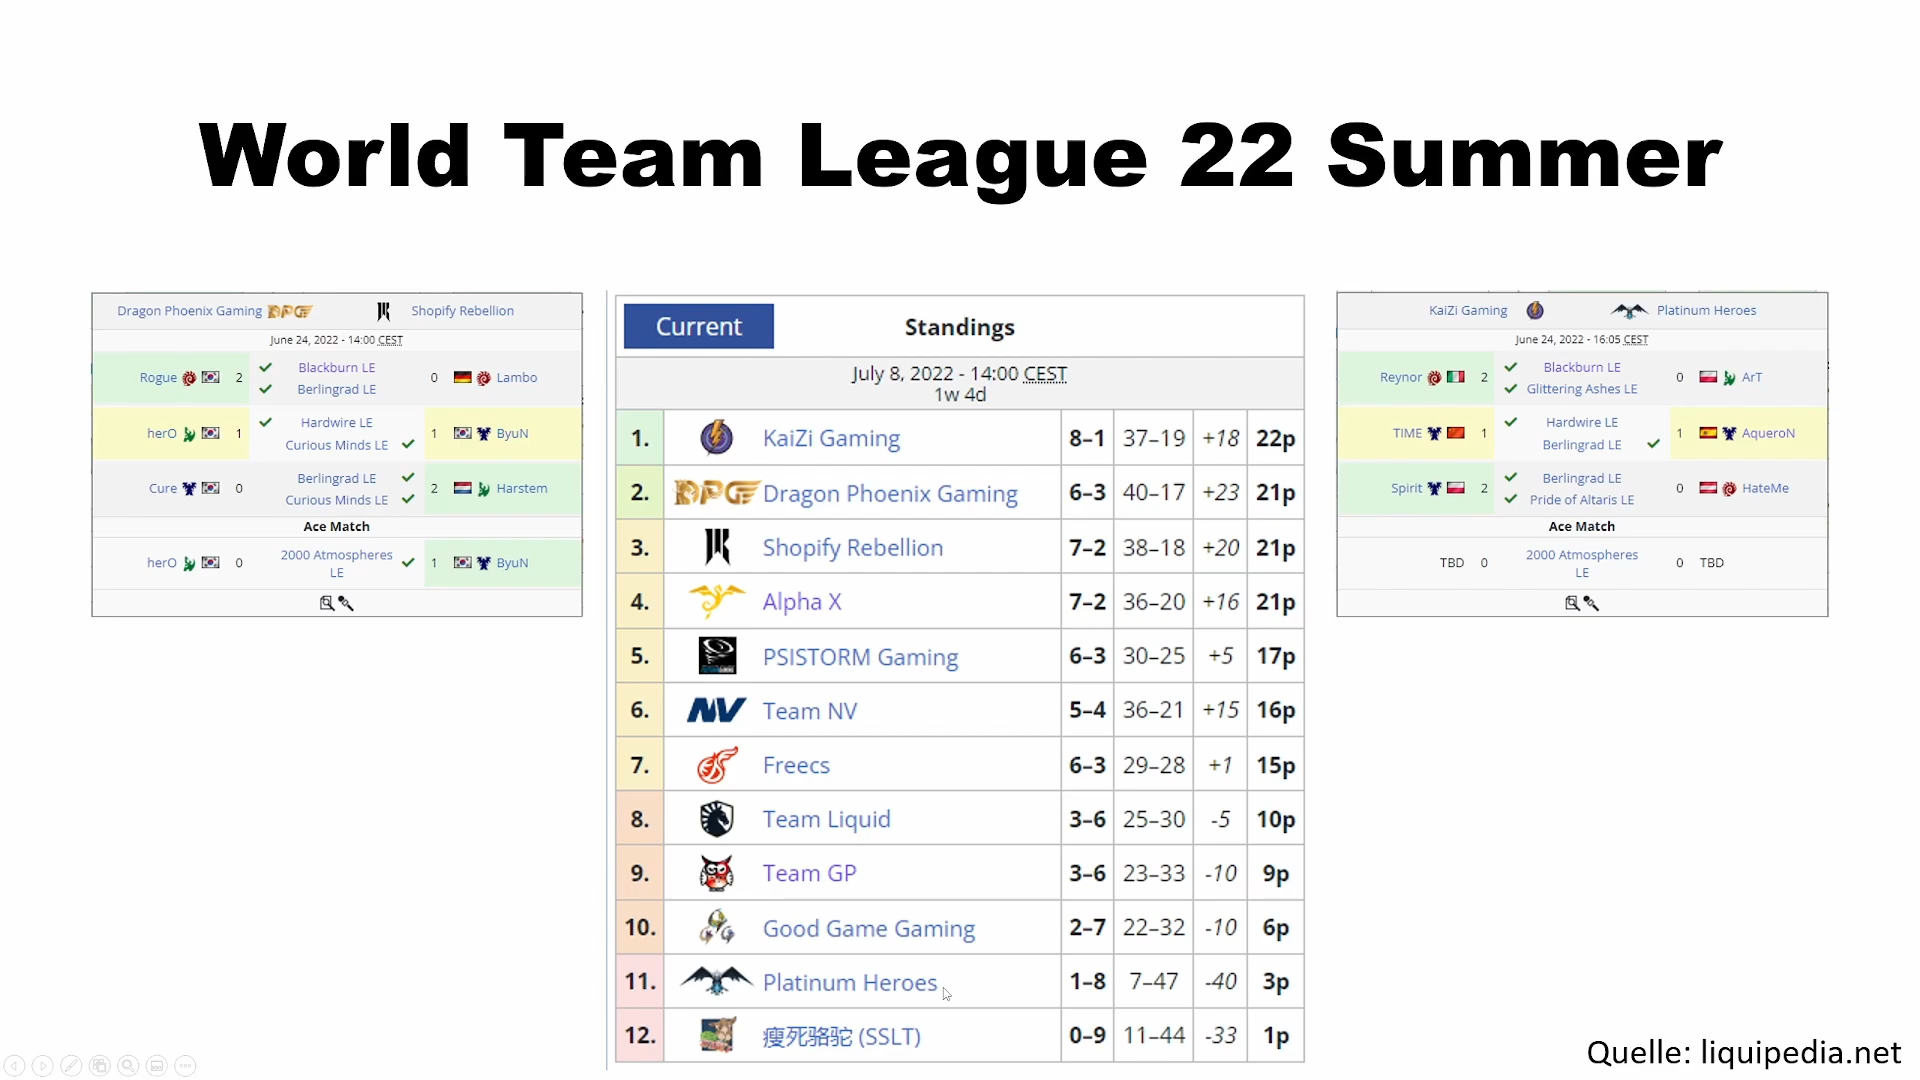 World Team League 22 Summer
Dragon Phoenix Gaming DPG Shopify Rebellion
June 24, 2022 - 14:00 CEST
Rogue 2 Blackburn LE 0 Lambo
Berlingrad LE
herO 1 Hardwire LE 1 ByuN
Curious Minds LE
Cure 0 Berlingrad LE 2 Harstem
Curious Minds LE
Ace Match
herO 0 2000 Atmospheres 1 ByuN
LE
Current Standings
July 8, 2022 - 14:00 CEST
1w 4d
1. KaiZi Gaming 8–1 37–19 +18 22p
2. DPG Dragon Phoenix Gaming 6–3 40–17 +23 21p
3. Shopify Rebellion 7–2 38–18 +20 21p
4. Alpha X 7–2 36–20 +16 21p
5. PSISTORM Gaming 6–3 30–25 +5 17p
6. NV Team NV 5–4 36–21 +15 16p
7. Freecs 6–3 29–28 +1 15p
8. Team Liquid 3–6 25–30 -5 10p
9. Team GP 3–6 23–33 -10 9p
10. Good Game Gaming 2–7 22–32 -10 6p
11. Platinum Heroes 1–8 7–47 -40 3p
12. 瘦死骆驼 (SSLT) 0–9 11–44 -33 1p
KaiZi Gaming Platinum Heroes
June 24, 2022 - 16:05 CEST
Reynor 2 Blackburn LE 0 ArT
Glittering Ashes LE
TIME 1 Hardwire LE 1 AqueroN
Berlingrad LE
Spirit 2 Berlingrad LE 0 HateMe
Pride of Altaris LE
Ace Match
TBD 0 2000 Atmospheres 0 TBD
LE
Quelle: liquipedia.net